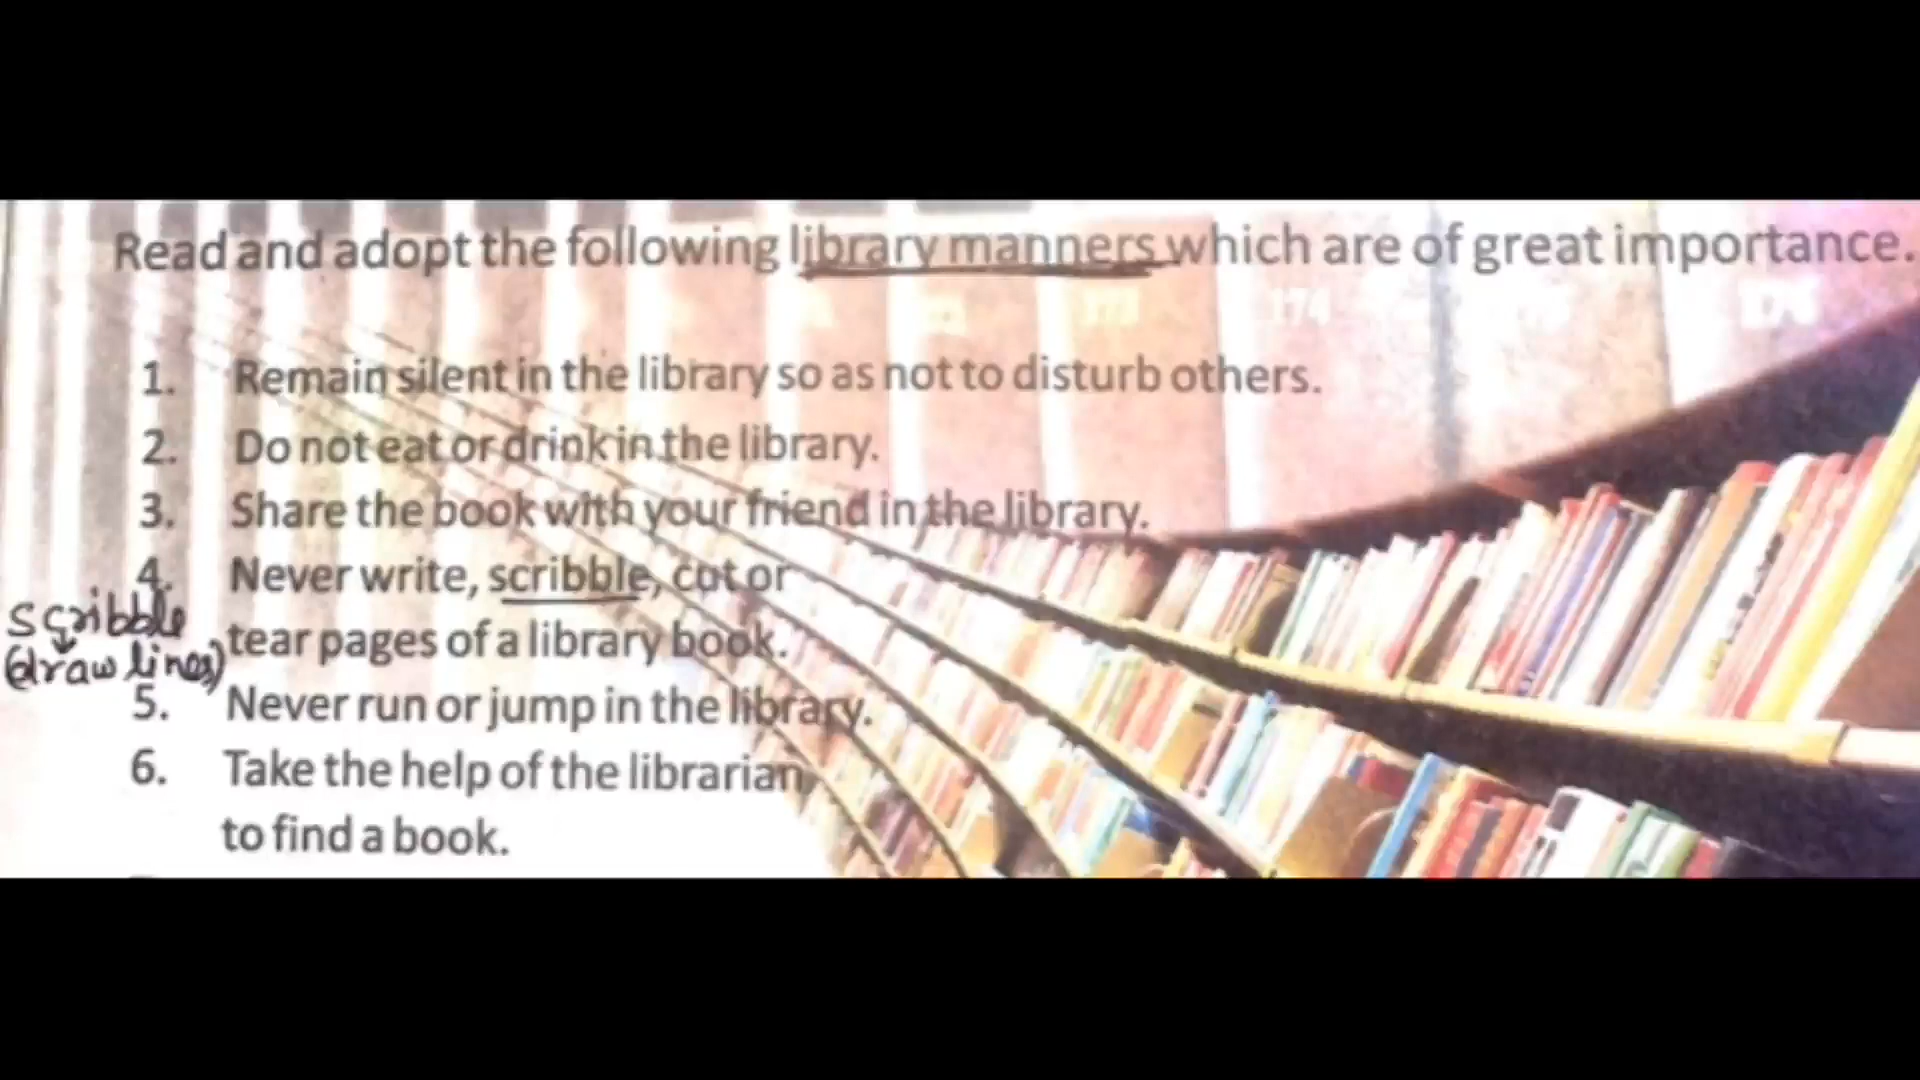 Read and adopt the following library manners which are of great importance.
174
1. Remain silent in the library so as not to disturb others.
2. Do not eat or drink in the library.
3. Share the book with your friend in the library.
4. Never write, scribble, cut or
scribble
tear pages of a library book.
(draw lines)
5. Never run or jump in the library.
6. Take the help of the librarian
to find a book.